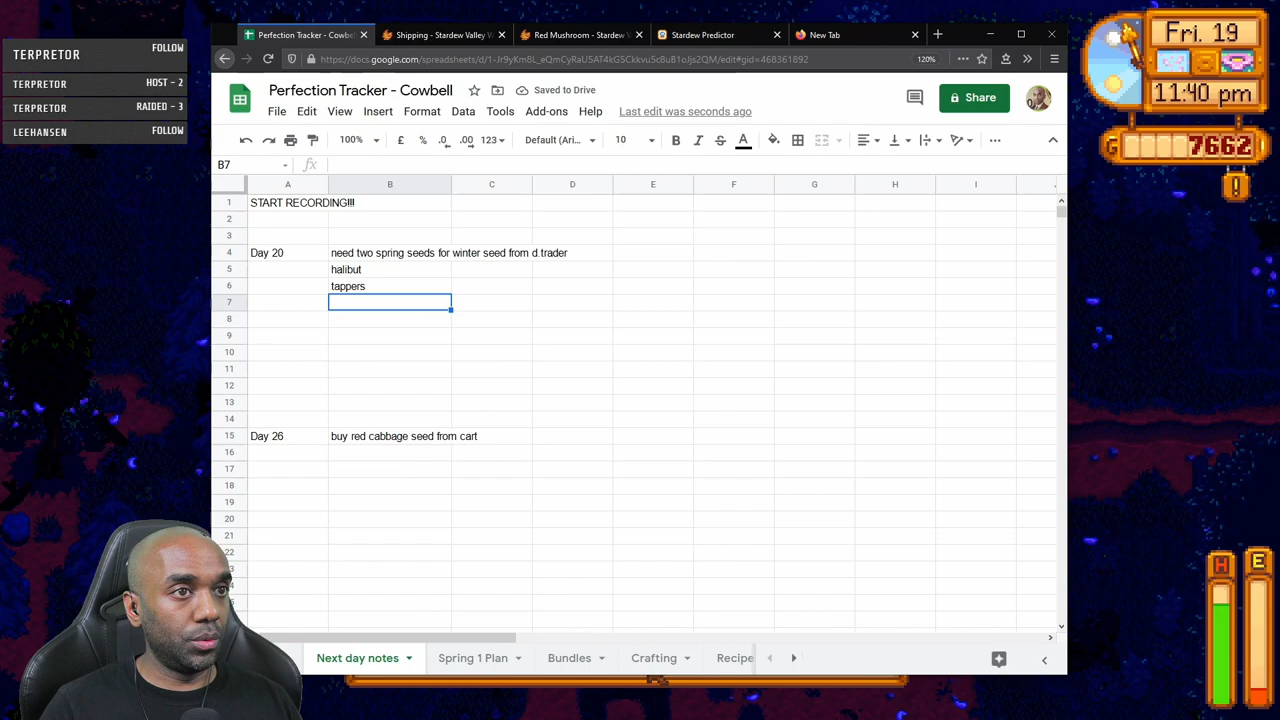 TERPRETOR FOLLOW
TERPRETOR HOST - 2
TERPRETOR RAIDED - 3
LEEHANSEN FOLLOW
Perfection Tracker - Cowbell
Red Mushroom - Stardew
Stardew Predictor
New Tab
120%
Perfection Tracker - Cowbell
Saved to Drive
File Edit View Insert Format Data Tools Add-ons Help Last edit was seconds ago
Share
100% £ .00 123 Default (Ari... 10 B I S A
B7 fx
A B C D E F G H I
1 START RECORDING!!!
2
3
4 Day 20 need two spring seeds for winter seed from d.trader
5 halibut
6 tappers
7
8
9
10
11
12
13
14
15 Day 26 buy red cabbage seed from cart
16
17
18
19
20
21
22
Next day notes Spring 1 Plan Bundles Crafting Recipe
Fri. 19
11:40 pm
G 7662
!
H E